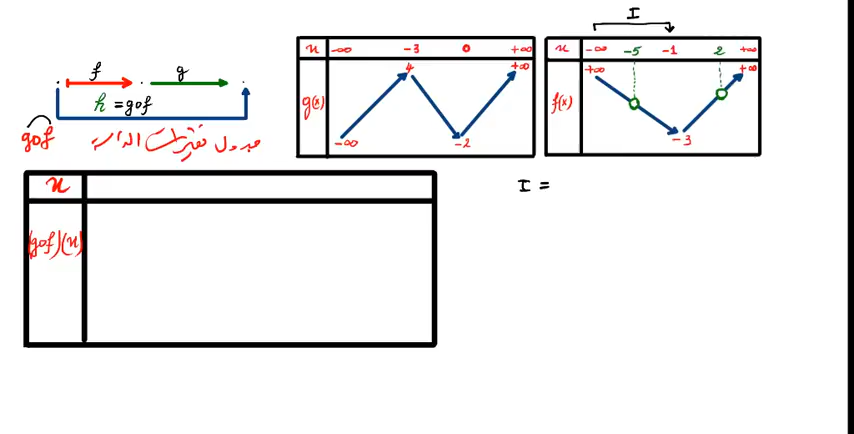 I
x -∞ -3 0 +∞
g(x) -∞ 4 -2 +∞
x -∞ -5 -1 2 +∞
f(x) +∞ -3 +∞
f g
h = gof
gof
جدول تغيرات الدالة
x
(gof)(x)
I =